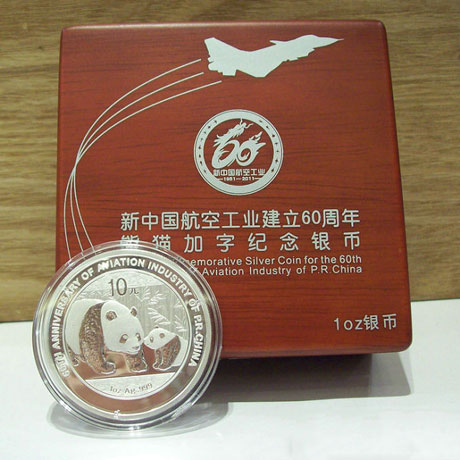 60
新中国航空工业
1951-2011
新中国航空工业建立60周年
熊猫加字纪念银币
emorative Silver Coin for the 60th
of Aviation Industry of P.R.China
1oz银币
60TH ANNIVERSARY OF AVIATION INDUSTRY OF P.R.CHINA
10元
1oz Ag .999